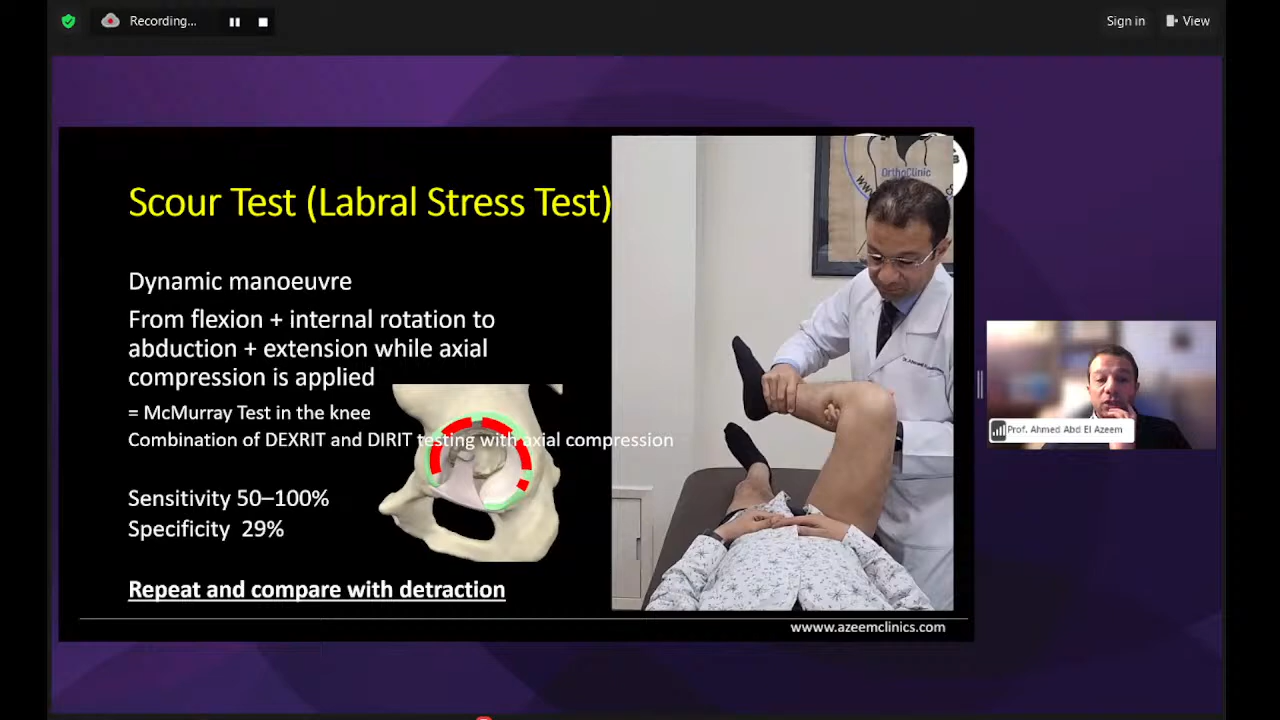 Recording...
Sign in
View
OrthoClinic
Scour Test (Labral Stress Test)
Dynamic manoeuvre
From flexion + internal rotation to
abduction + extension while axial
compression is applied
= McMurray Test in the knee
Combination of DEXRIT and DIRIT testing with axial compression
Sensitivity 50–100%
Specificity 29%
Repeat and compare with detraction
wwww.azeemclinics.com
Prof. Ahmed Abd El Azeem